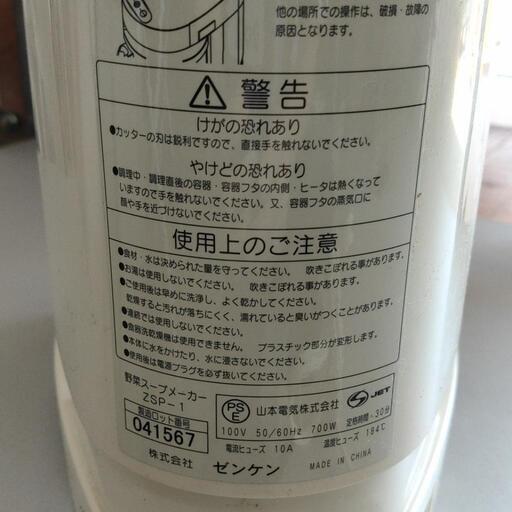 他の場所での操作は、破損・故障の
原因となります。
警告
けがの恐れあり
●カッターの刃は鋭利ですので、直接手を触れないでください。
やけどの恐れあり
●調理中・調理直後の容器・容器フタの内側・ヒータは熱くなって
いますので手を触れないでください。又、容器フタの蒸気口に
顔や手を近づけないでください。
使用上のご注意
●食材・水は決められた量を守ってください。 吹きこぼれる事があります。
●お湯は使用しないでください。 吹きこぼれる事があります。
●ご使用後は早めに洗浄し、よく乾かしてください。
乾燥すると汚れが落ちにくく、濡れていると臭いがつくことがあります。
●連続では使用しないでください。
●食器洗乾燥機は使用できません。 プラスチック部分が変形します。
●本体に水をかけたり、水に浸さないでください。
●使用後は電源プラグを必ず抜いてください。
野菜スープメーカー
ZSP-1
製造ロット番号
041567
株式会社 ゼンケン
PSE 山本電気株式会社 JET
100V 50/60Hz 700W 定格時間:30分
電流ヒューズ 10A 温度ヒューズ 184℃
MADE IN CHINA